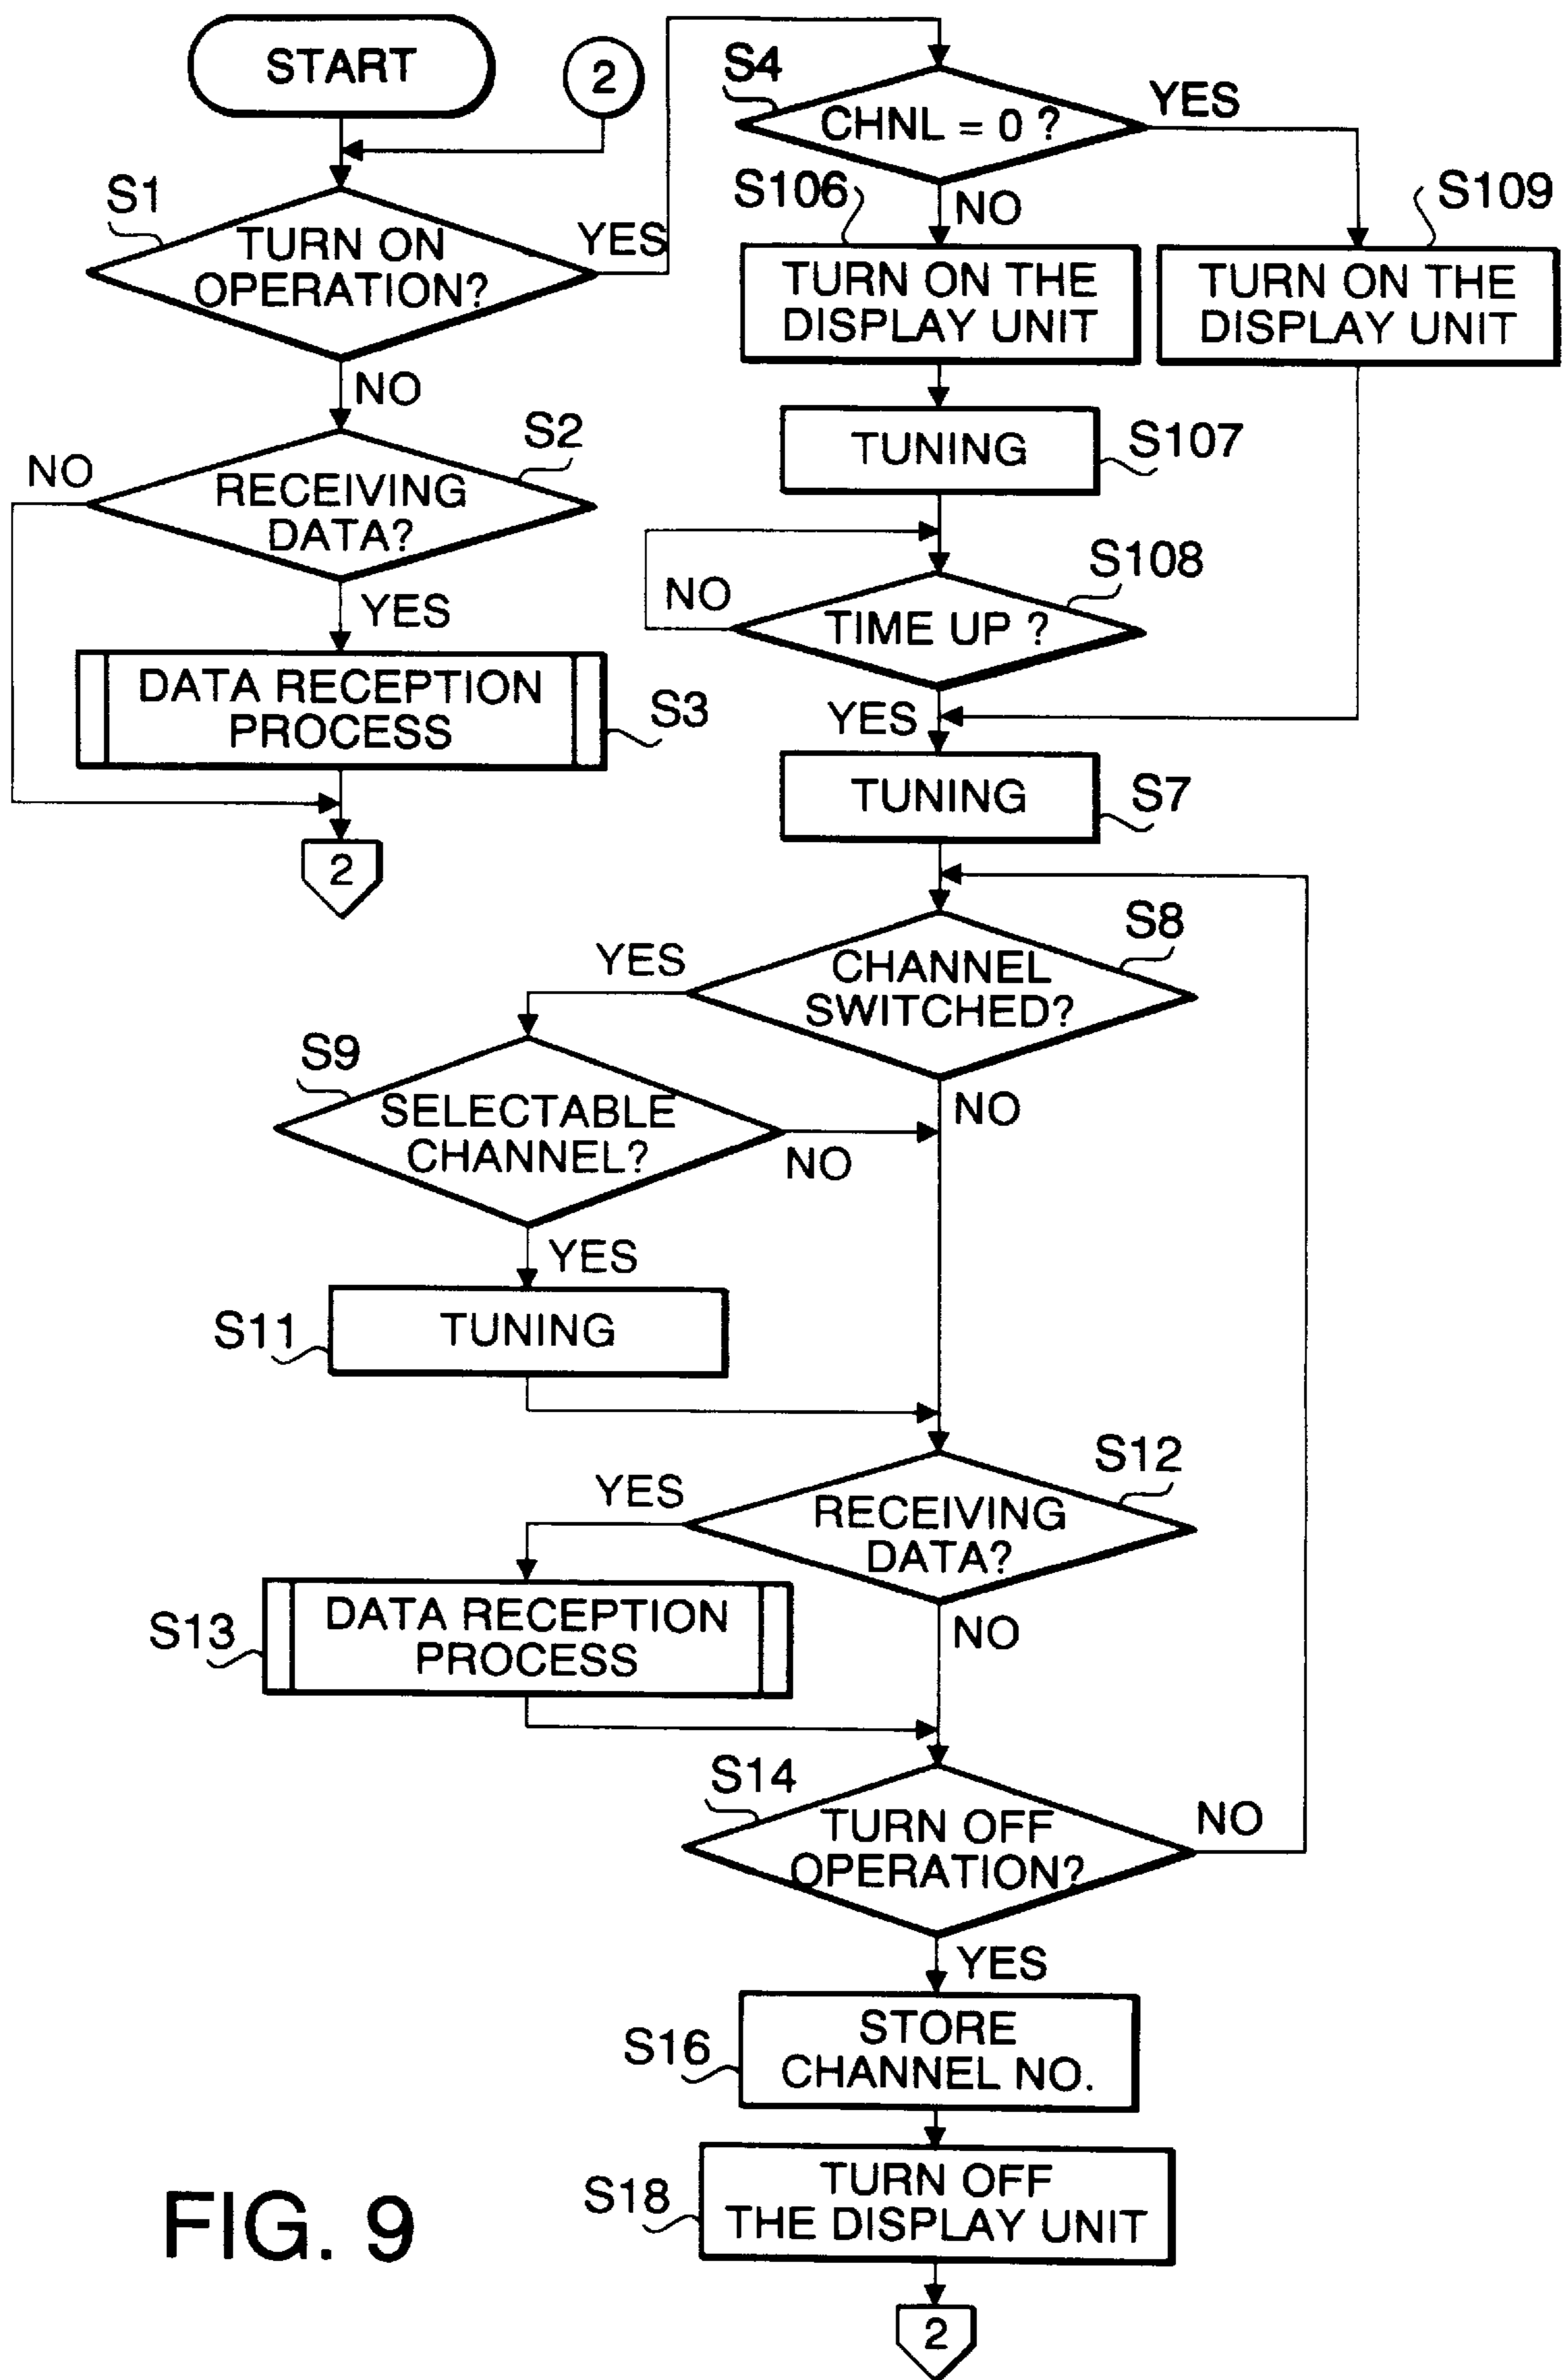 START
2
S1
TURN ON
OPERATION?
YES
NO
S2
NO
RECEIVING
DATA?
YES
DATA RECEPTION
PROCESS
S3
2
S4
CHNL = 0 ?
YES
S106
NO
S109
TURN ON THE
DISPLAY UNIT
TURN ON THE
DISPLAY UNIT
TUNING
S107
S108
NO
TIME UP ?
YES
TUNING
S7
S8
YES
CHANNEL
SWITCHED?
NO
S9
SELECTABLE
CHANNEL?
NO
YES
S11
TUNING
S12
YES
RECEIVING
DATA?
NO
S13
DATA RECEPTION
PROCESS
S14
TURN OFF
OPERATION?
NO
YES
S16
STORE
CHANNEL NO.
S18
TURN OFF
THE DISPLAY UNIT
2
FIG. 9